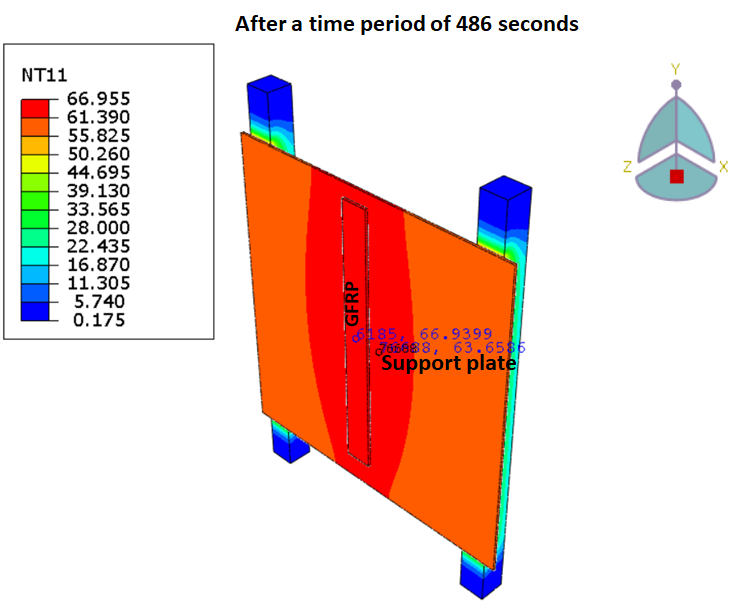 After a time period of 486 seconds
NT11
66.955
61.390
55.825
50.260
44.695
39.130
33.565
28.000
22.435
16.870
11.305
5.740
0.175
Y
Z
X
GFRP
6185, 66.9399
63.6586
Support plate